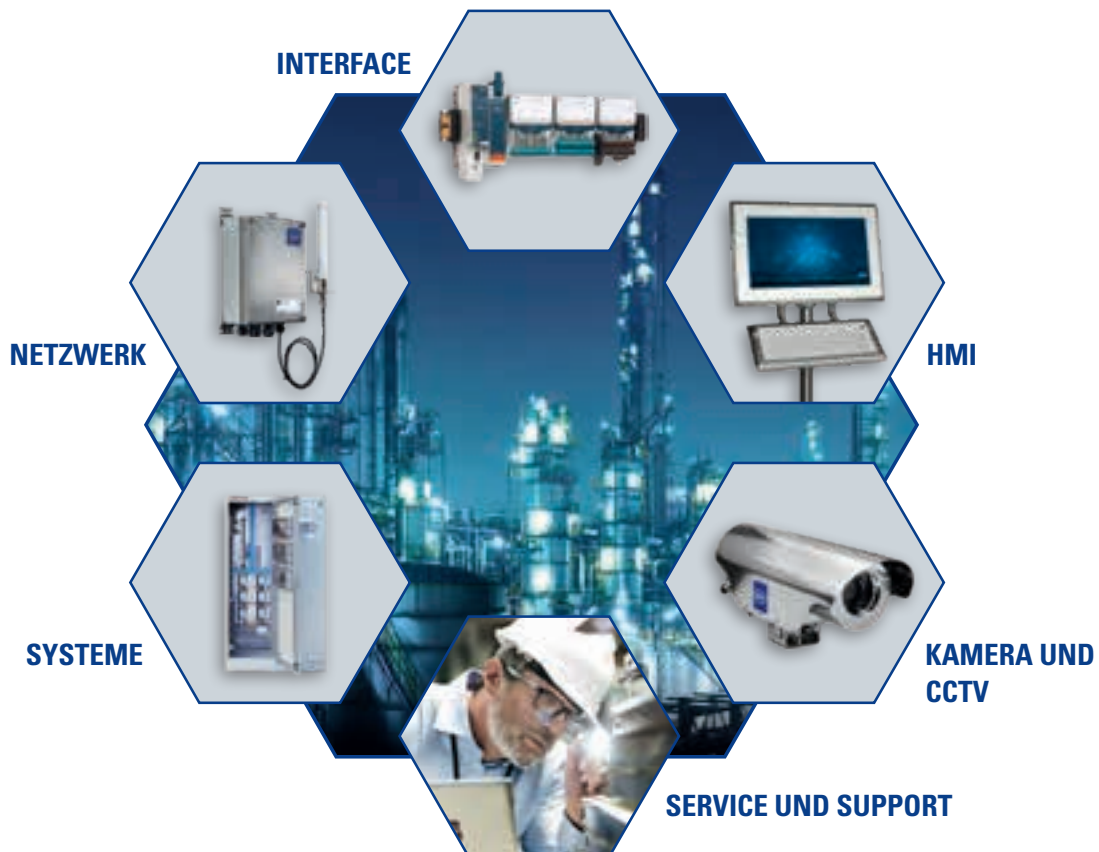 INTERFACE
NETZWERK
HMI
SYSTEME
KAMERA UND
CCTV
SERVICE UND SUPPORT